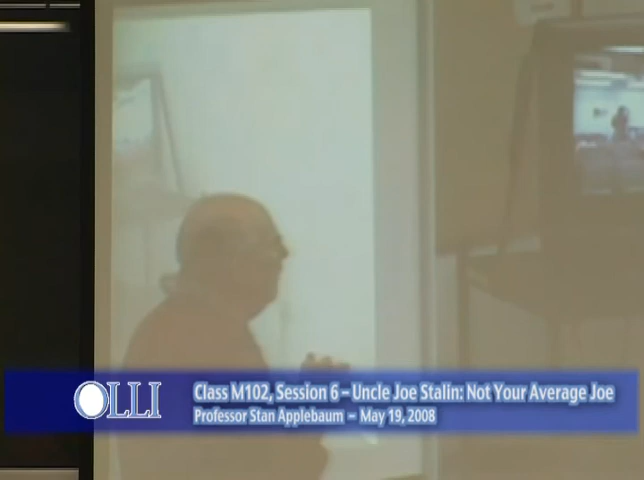 OLLI
Class M102, Session 6 – Uncle Joe Stalin: Not Your Average Joe
Professor Stan Applebaum – May 19, 2008